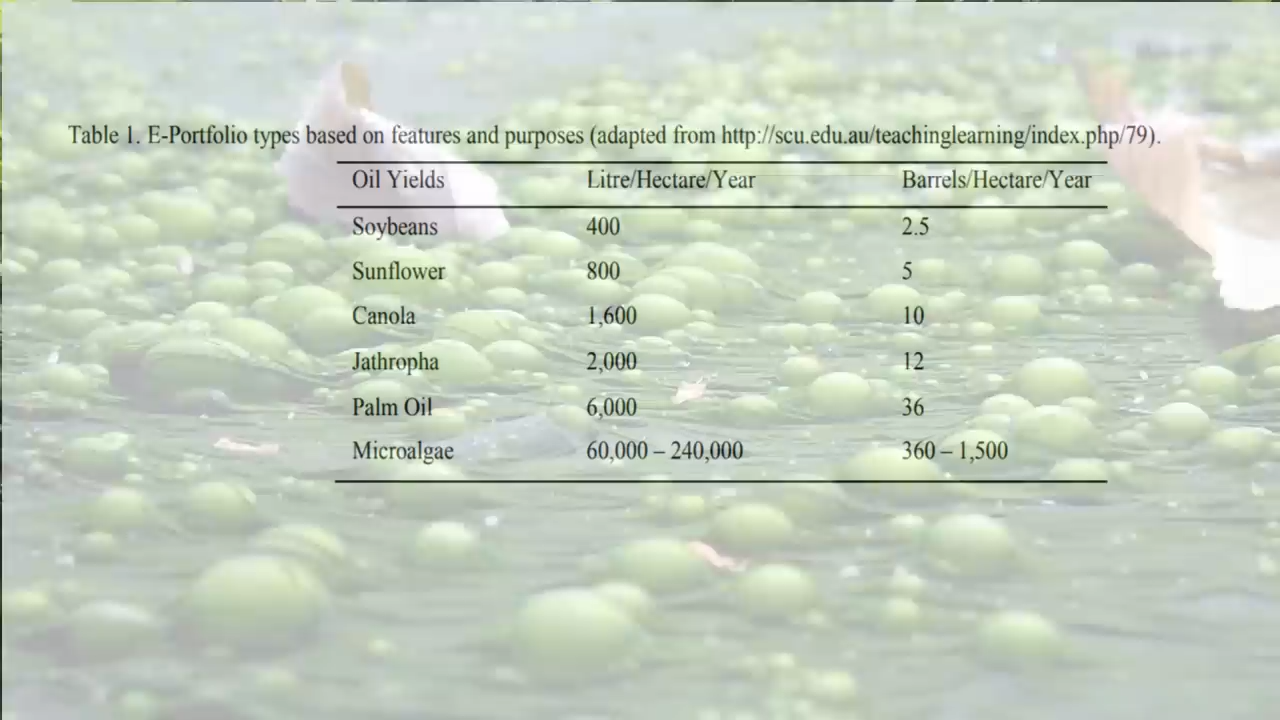 Table 1. E-Portfolio types based on features and purposes (adapted from http://scu.edu.au/teachinglearning/index.php/79).
Oil Yields Litre/Hectare/Year Barrels/Hectare/Year
Soybeans 400 2.5
Sunflower 800 5
Canola 1,600 10
Jathropha 2,000 12
Palm Oil 6,000 36
Microalgae 60,000 – 240,000 360 – 1,500